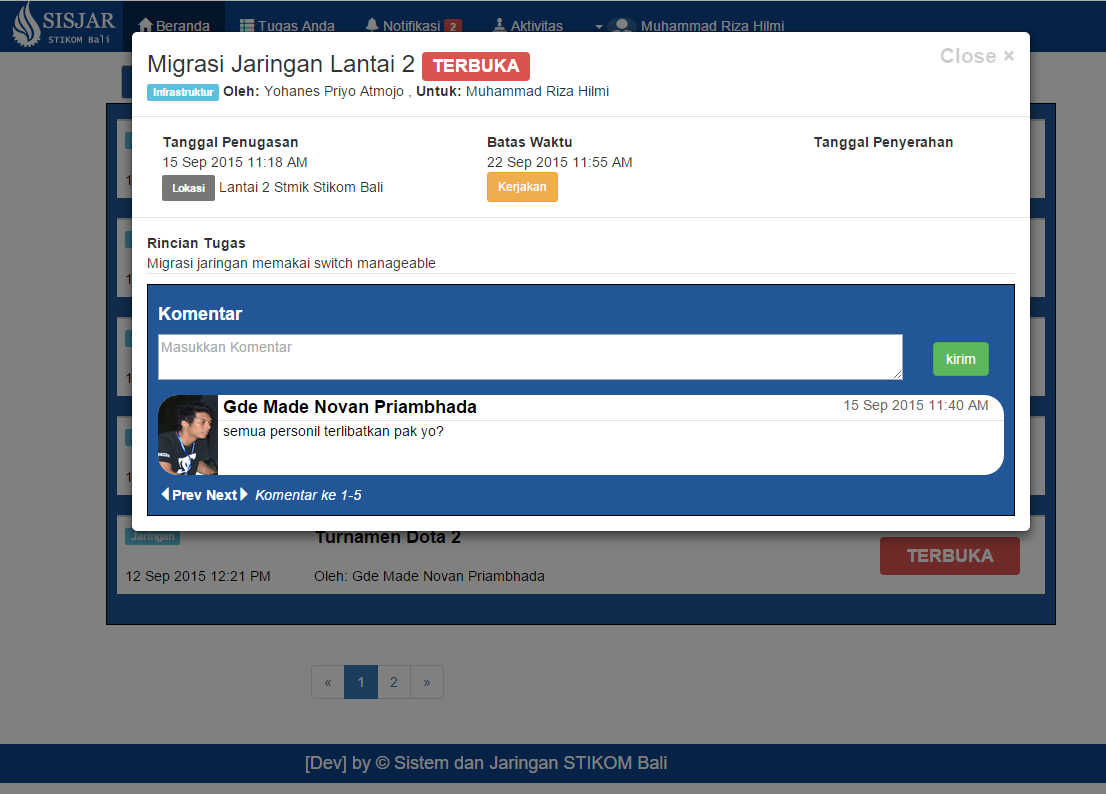 SISJAR
STIKOM Bali
Beranda
Tugas Anda
Notifikasi 2
Aktivitas
Muhammad Riza Hilmi
Migrasi Jaringan Lantai 2 TERBUKA
Close ×
Infrastruktur Oleh: Yohanes Priyo Atmojo , Untuk: Muhammad Riza Hilmi
Tanggal Penugasan
15 Sep 2015 11:18 AM
Lokasi Lantai 2 Stmik Stikom Bali
Batas Waktu
22 Sep 2015 11:55 AM
Kerjakan
Tanggal Penyerahan
Rincian Tugas
Migrasi jaringan memakai switch manageable
Komentar
Masukkan Komentar
kirim
Gde Made Novan Priambhada
15 Sep 2015 11:40 AM
semua personil terlibatkan pak yo?
Prev Next Komentar ke 1-5
Jaringan
Turnamen Dota 2
TERBUKA
12 Sep 2015 12:21 PM
Oleh: Gde Made Novan Priambhada
« 1 2 »
[Dev] by © Sistem dan Jaringan STIKOM Bali